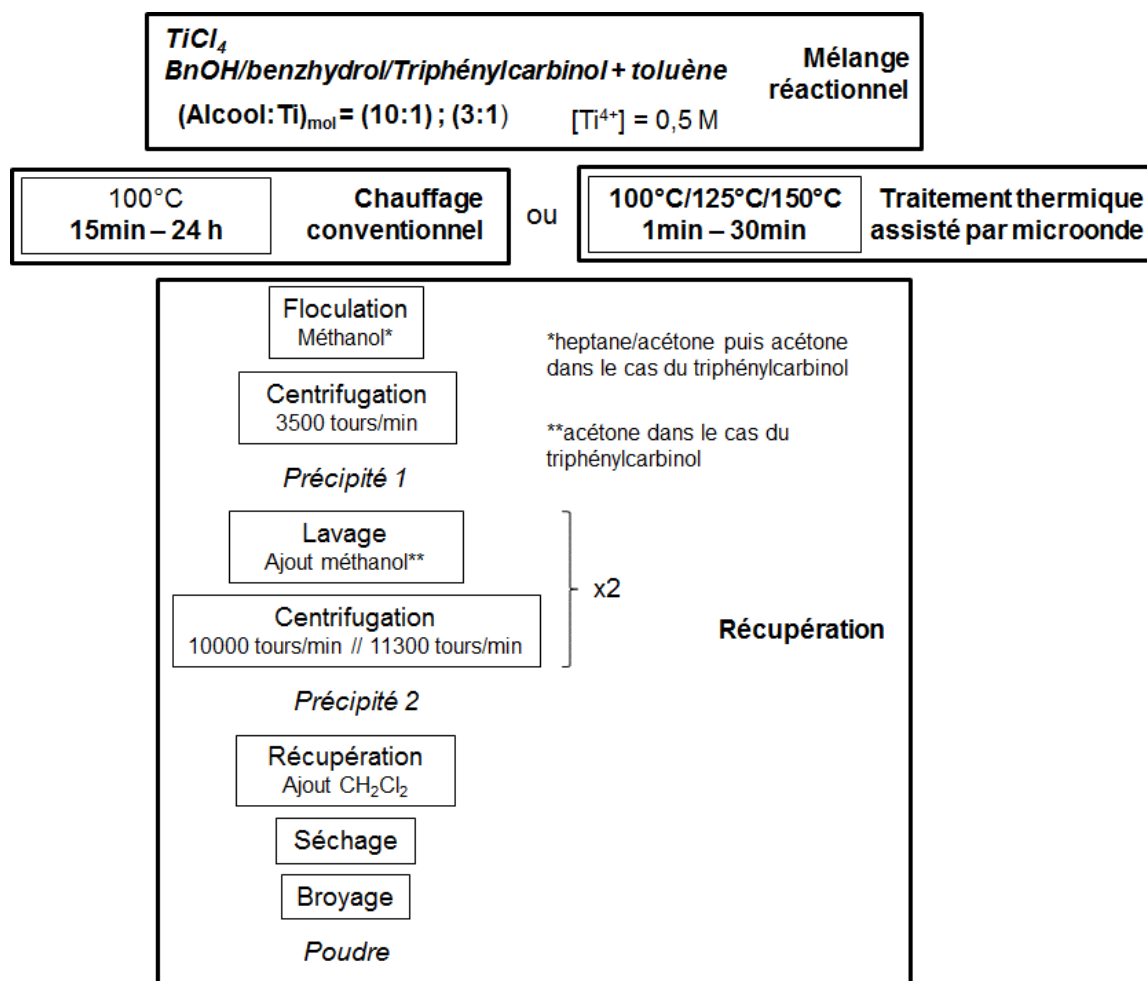 TiCl4
BnOH/benzhydrol/Triphénylcarbinol + toluène
(Alcool:Ti)mol = (10:1) ; (3:1)
[Ti4+] = 0,5 M
Mélange
réactionnel
100°C
15min – 24 h
Chauffage
conventionnel
ou
100°C/125°C/150°C
1min – 30min
Traitement thermique
assisté par microonde
Floculation
Méthanol*
*heptane/acétone puis acétone
dans le cas du triphénylcarbinol
Centrifugation
3500 tours/min
**acétone dans le cas du
triphénylcarbinol
Précipité 1
Lavage
Ajout méthanol**
x2
Centrifugation
10000 tours/min // 11300 tours/min
Récupération
Précipité 2
Récupération
Ajout CH2Cl2
Séchage
Broyage
Poudre